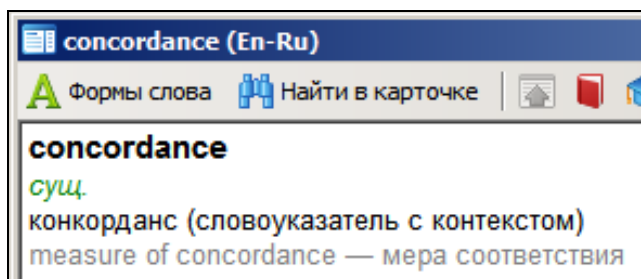 concordance (En-Ru)
Формы слова Найти в карточке
concordance
сущ.
конкорданс (словоуказатель с контекстом)
measure of concordance — мера соответствия